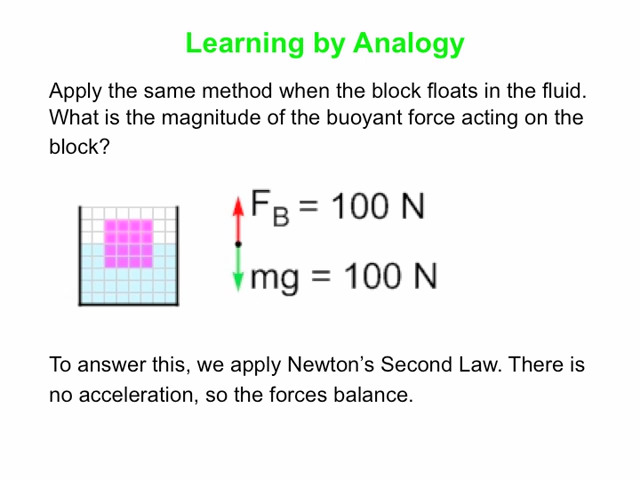 Learning by Analogy
Apply the same method when the block floats in the fluid.
What is the magnitude of the buoyant force acting on the
block?
F_B = 100 N
mg = 100 N
To answer this, we apply Newton’s Second Law. There is
no acceleration, so the forces balance.